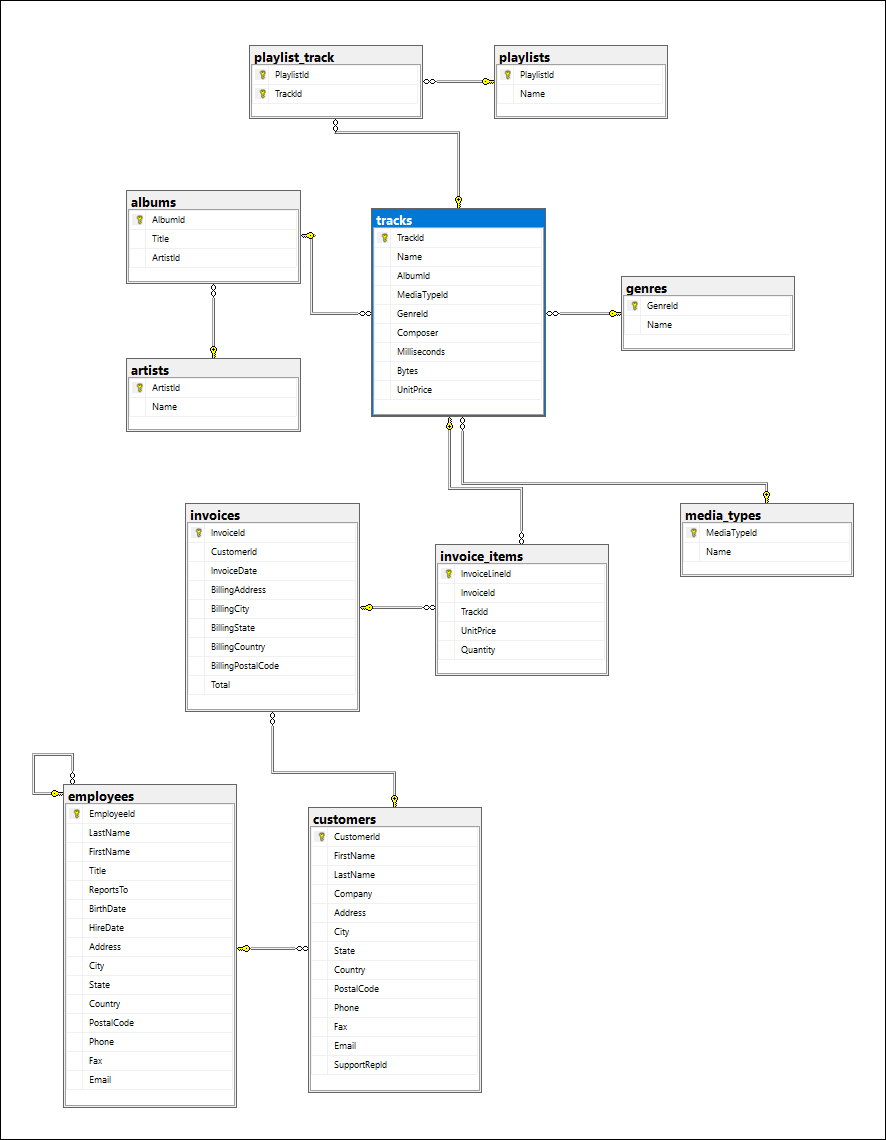 playlist_track
PlaylistId
TrackId
playlists
PlaylistId
Name
albums
AlbumId
Title
ArtistId
tracks
TrackId
Name
AlbumId
MediaTypeId
GenreId
Composer
Milliseconds
Bytes
UnitPrice
genres
GenreId
Name
artists
ArtistId
Name
invoices
InvoiceId
CustomerId
InvoiceDate
BillingAddress
BillingCity
BillingState
BillingCountry
BillingPostalCode
Total
invoice_items
InvoiceLineId
InvoiceId
TrackId
UnitPrice
Quantity
media_types
MediaTypeId
Name
employees
EmployeeId
LastName
FirstName
Title
ReportsTo
BirthDate
HireDate
Address
City
State
Country
PostalCode
Phone
Fax
Email
customers
CustomerId
FirstName
LastName
Company
Address
City
State
Country
PostalCode
Phone
Fax
Email
SupportRepId